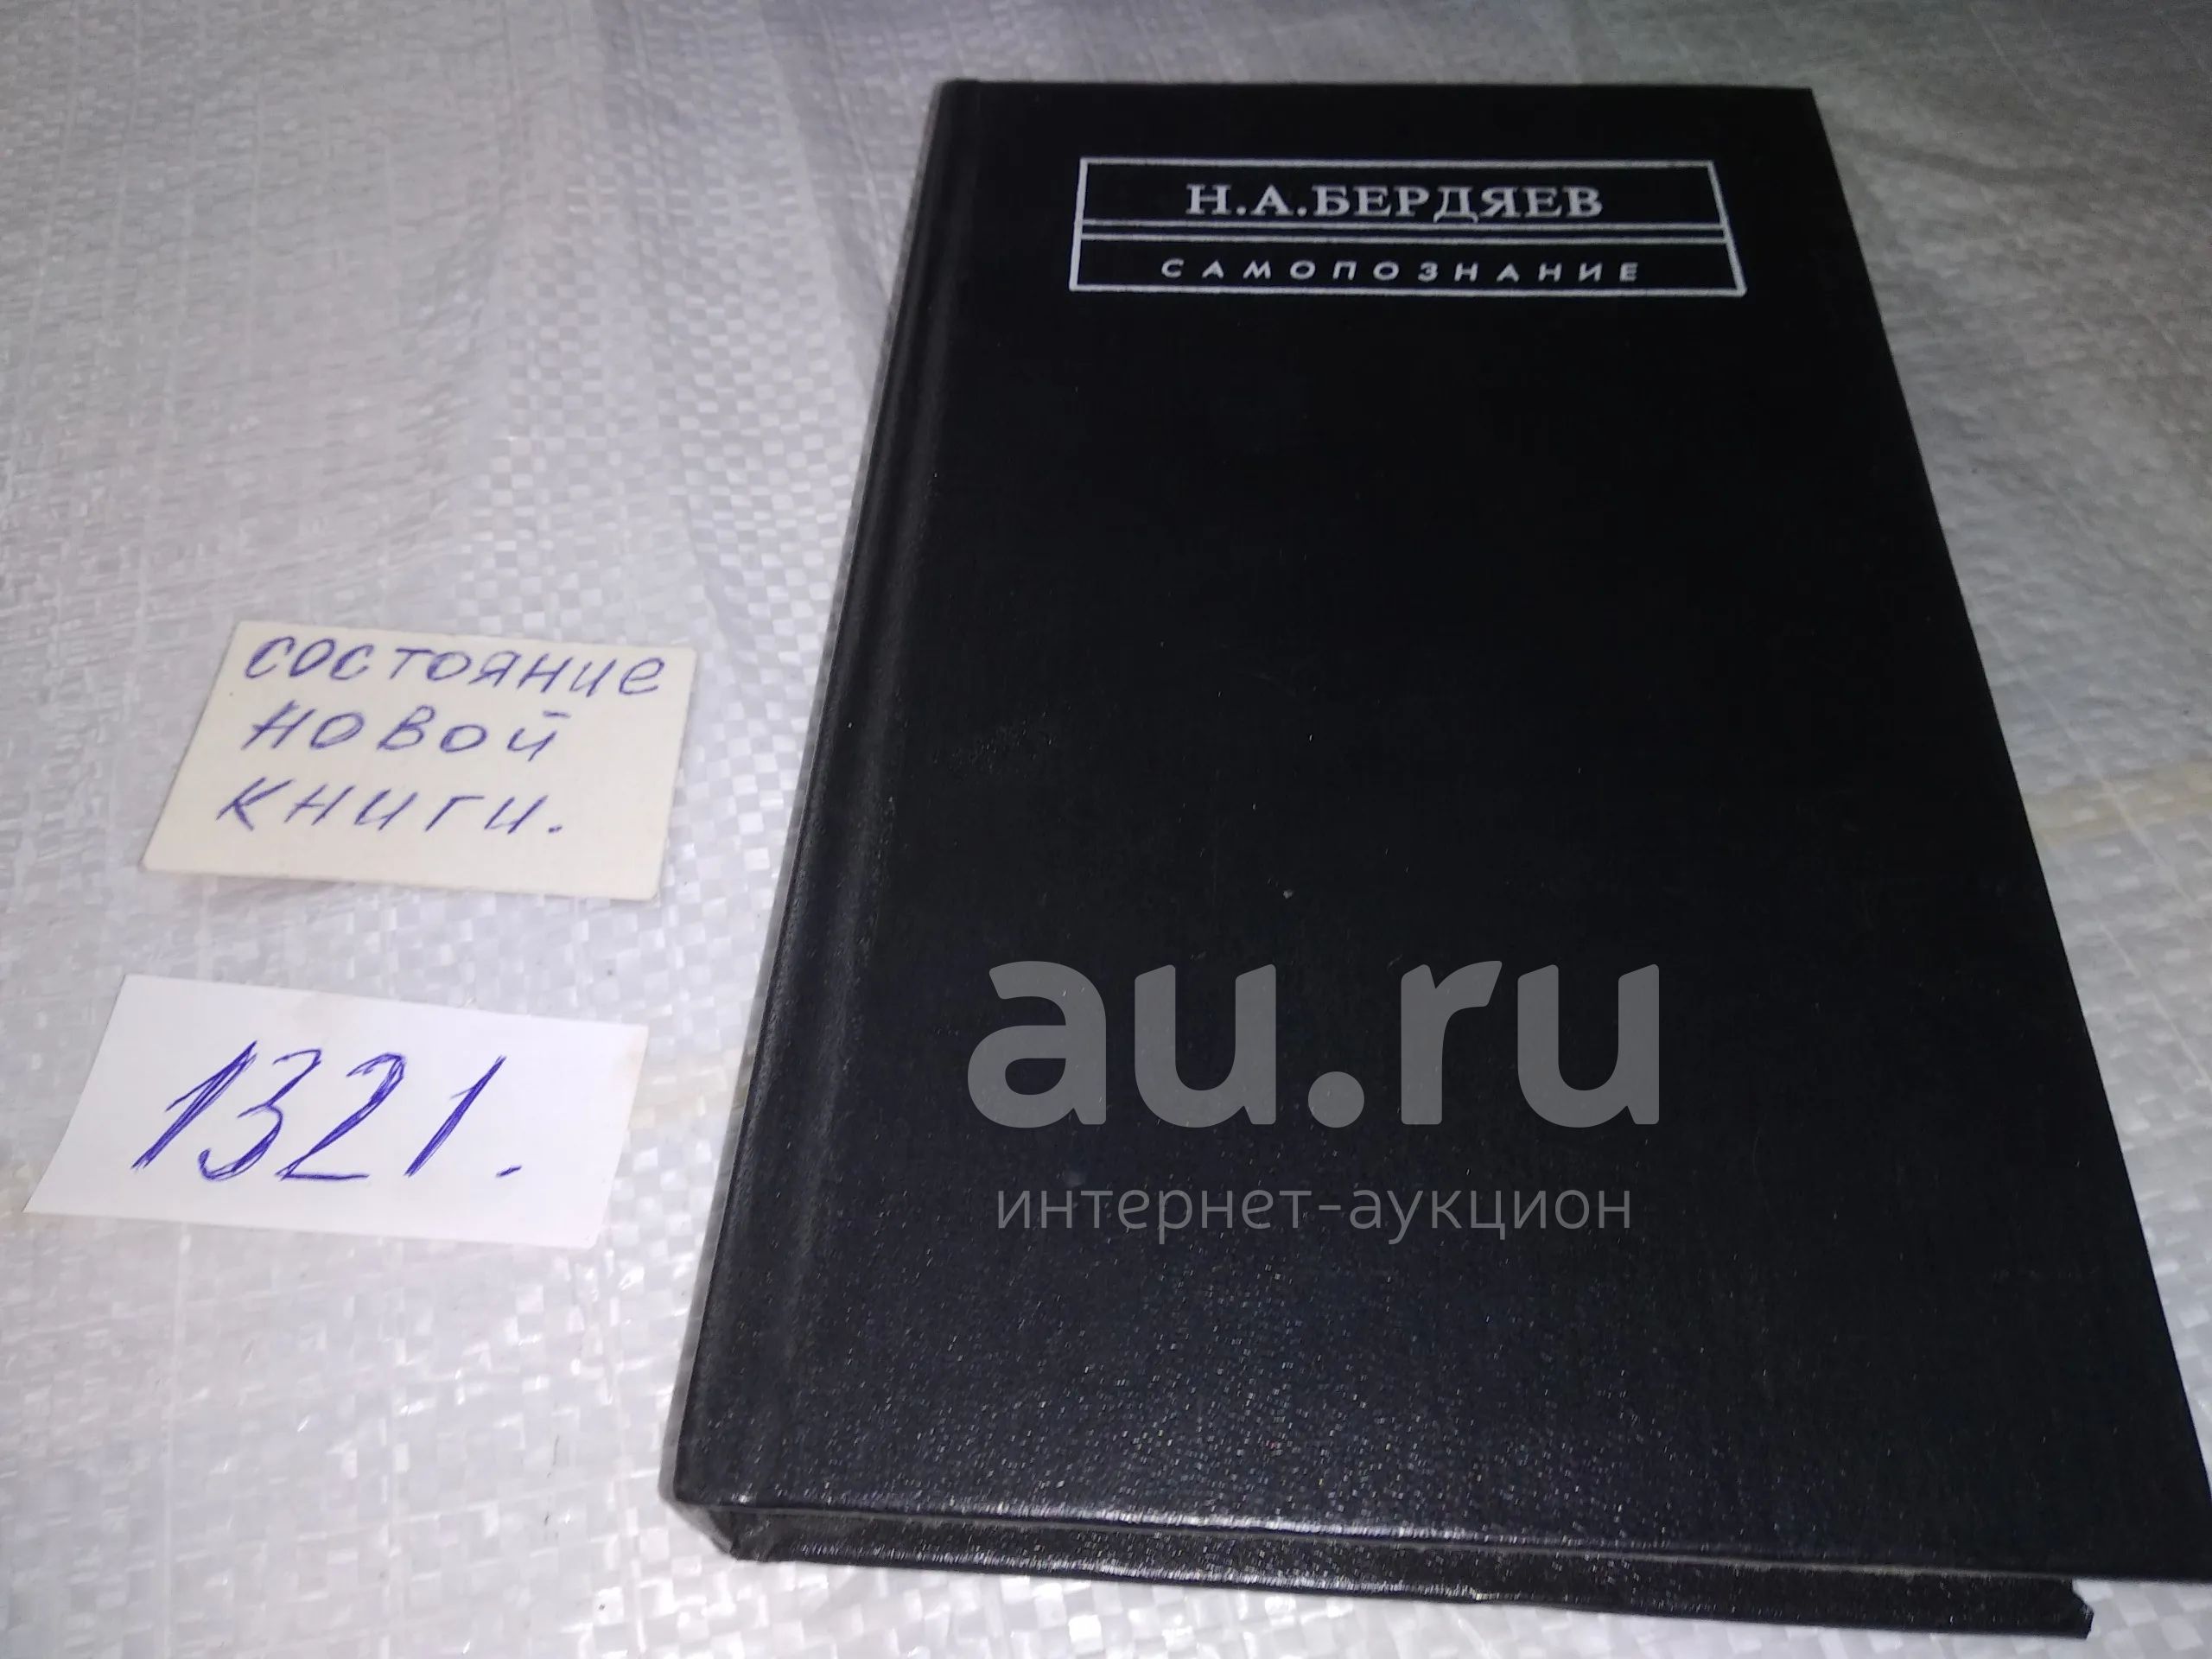 Н.А.БЕРДЯЕВ
САМОПОЗНАНИЕ
состояние
новой
книги.
1321.
au.ru
интернет-аукцион